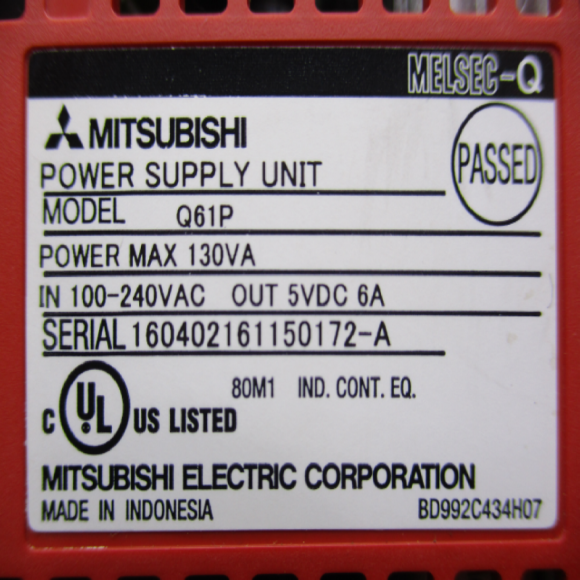 MELSEC-Q
MITSUBISHI
POWER SUPPLY UNIT
PASSED
MODEL Q61P
POWER MAX 130VA
IN 100-240VAC OUT 5VDC 6A
SERIAL 160402161150172-A
80M1 IND. CONT. EQ.
C UL US LISTED
MITSUBISHI ELECTRIC CORPORATION
MADE IN INDONESIA BD992C434H07